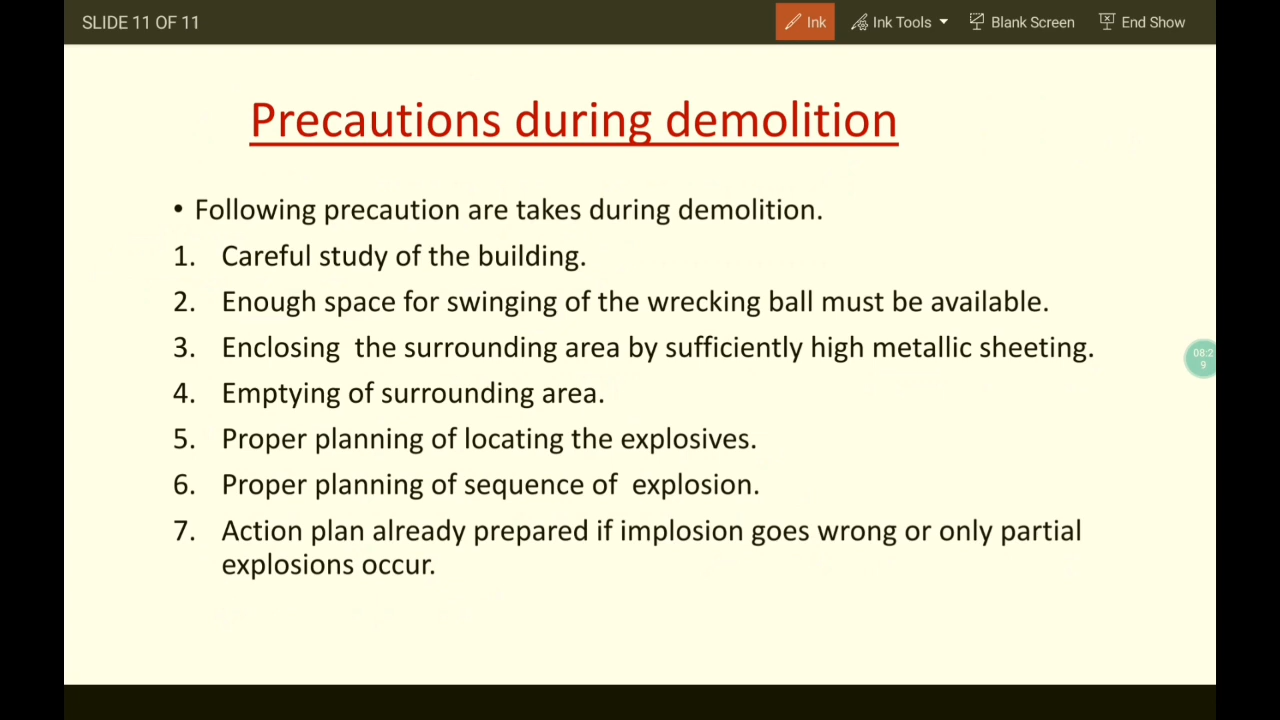 SLIDE 11 OF 11
Ink
Ink Tools
Blank Screen
End Show
Precautions during demolition
• Following precaution are takes during demolition.
1. Careful study of the building.
2. Enough space for swinging of the wrecking ball must be available.
3. Enclosing the surrounding area by sufficiently high metallic sheeting.
4. Emptying of surrounding area.
5. Proper planning of locating the explosives.
6. Proper planning of sequence of explosion.
7. Action plan already prepared if implosion goes wrong or only partial
explosions occur.
08:2
9